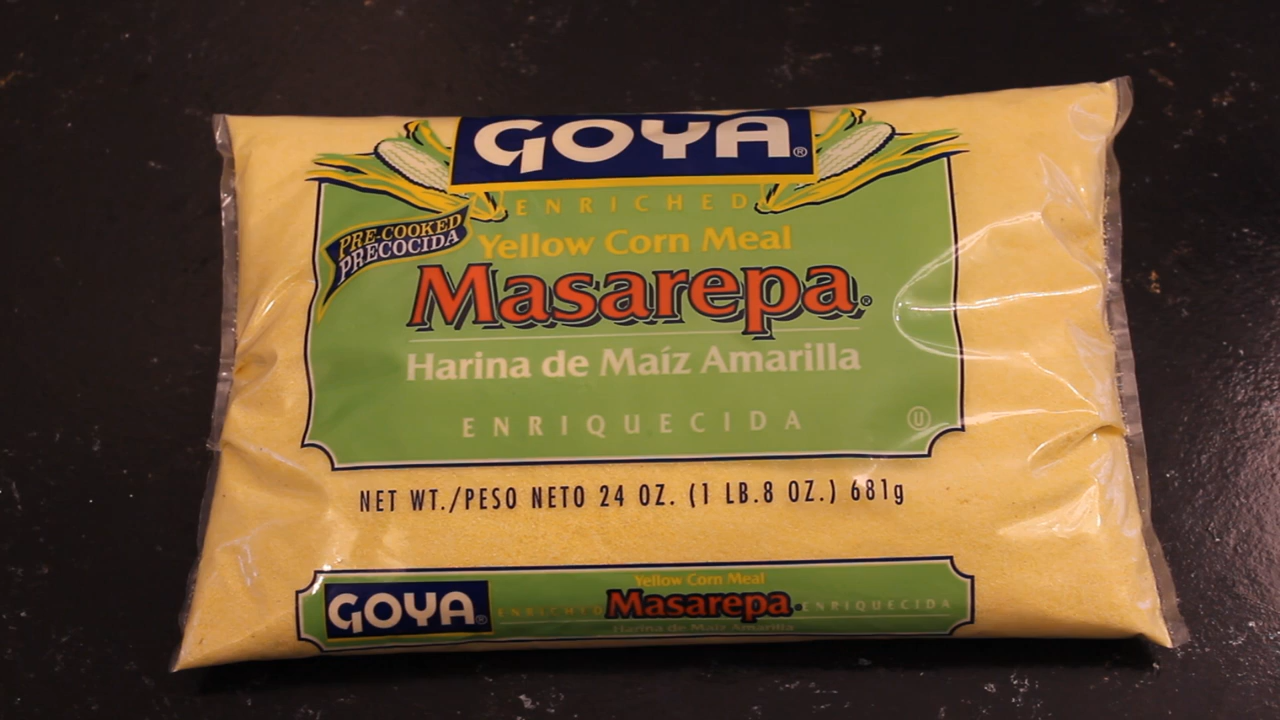 GOYA®
ENRICHED
PRE-COOKED
PRECOCIDA
Yellow Corn Meal
Masarepa®
Harina de Maíz Amarilla
ENRIQUECIDA
U
NET WT./PESO NETO 24 OZ. (1 LB.8 OZ.) 681g
Yellow Corn Meal
GOYA® ENRICHED Masarepa® ENRIQUECIDA
Harina de Maíz Amarilla